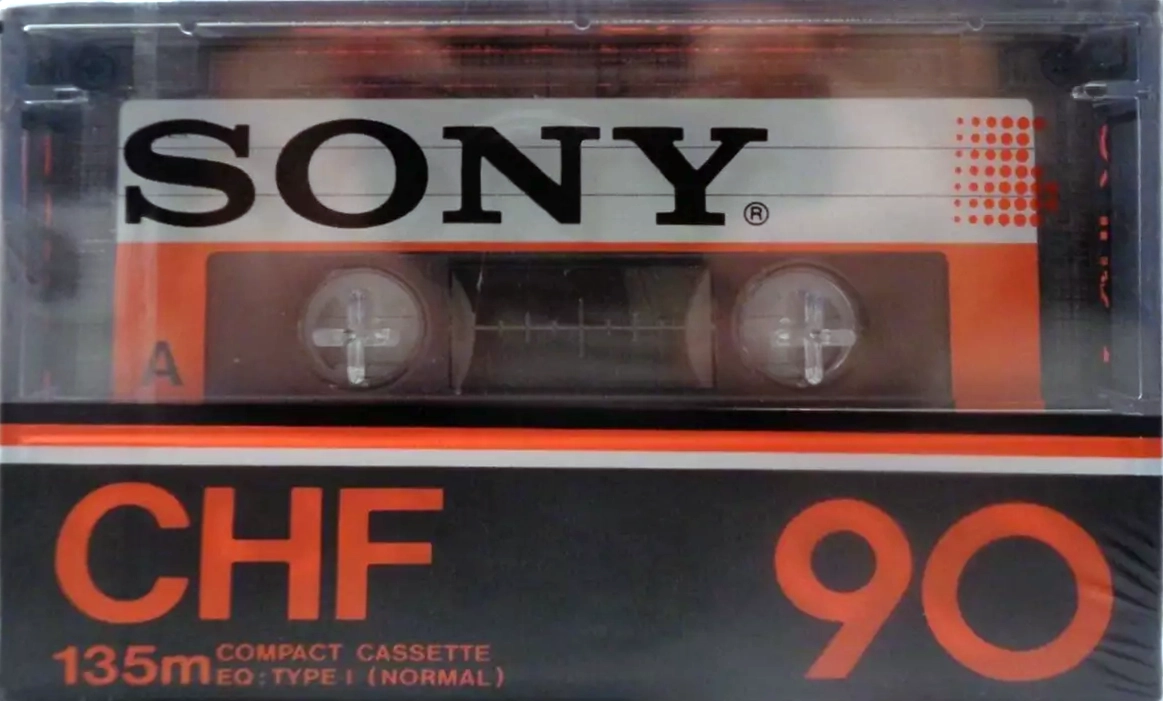 SONY®
A
CHF 90
135m COMPACT CASSETTE
EQ: TYPE I (NORMAL)